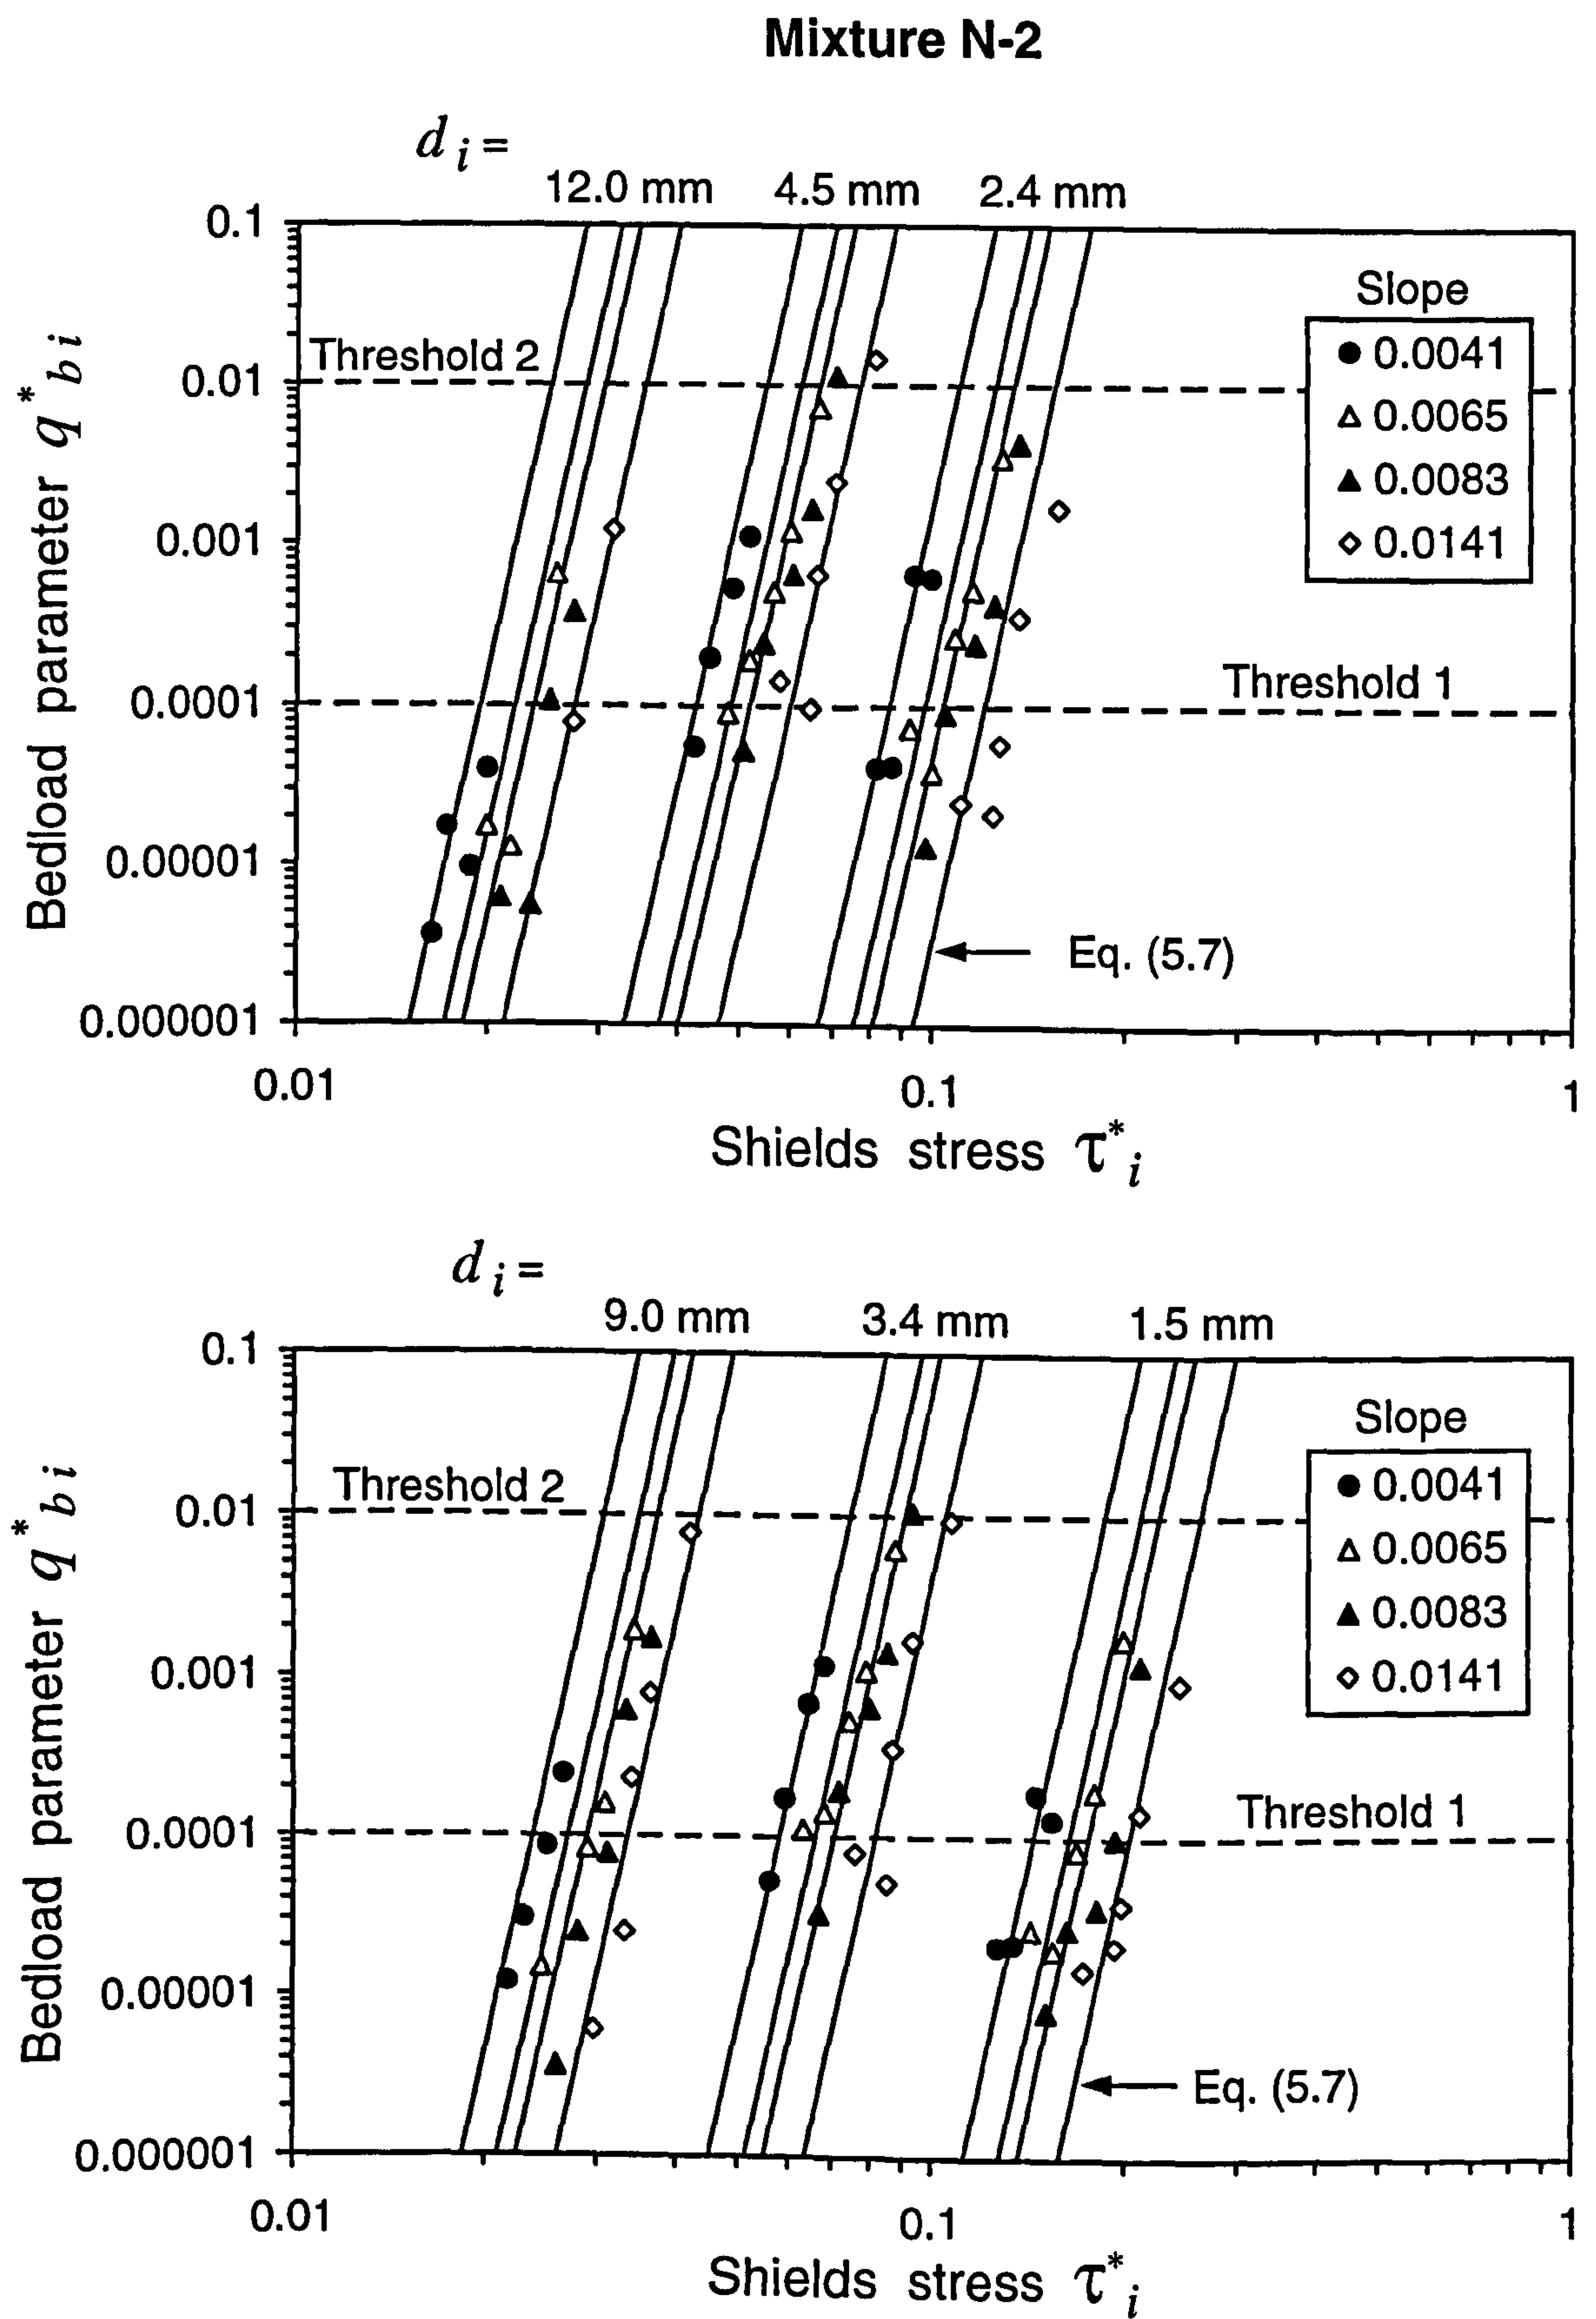 Mixture N-2
d i =
12.0 mm 4.5 mm 2.4 mm
0.1
0.01
0.001
0.0001
0.00001
0.000001
Bedload parameter q*bi
Threshold 2
Threshold 1
Slope
0.0041
0.0065
0.0083
0.0141
Eq. (5.7)
0.01 0.1 1
Shields stress τ*i
d i =
9.0 mm 3.4 mm 1.5 mm
0.1
0.01
0.001
0.0001
0.00001
0.000001
Bedload parameter q*bi
Threshold 2
Threshold 1
Slope
0.0041
0.0065
0.0083
0.0141
Eq. (5.7)
0.01 0.1 1
Shields stress τ*i